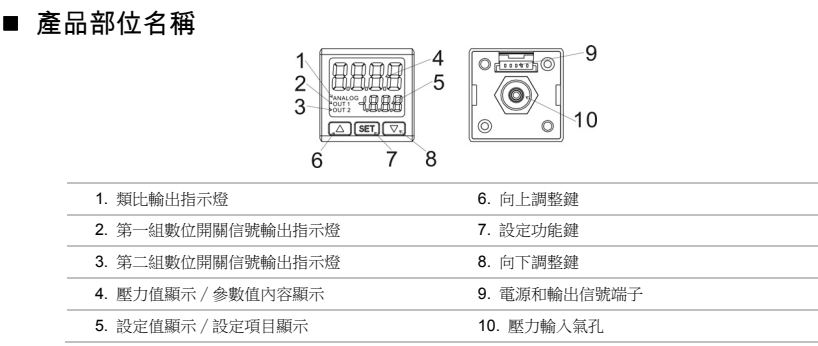 ■ 產品部位名稱
1
2
3
4
5
6
7
8
9
10
ANALOG
OUT 1
OUT 2
SET
1. 類比輸出指示燈 6. 向上調整鍵
2. 第一組數位開關信號輸出指示燈 7. 設定功能鍵
3. 第二組數位開關信號輸出指示燈 8. 向下調整鍵
4. 壓力值顯示 / 參數值內容顯示 9. 電源和輸出信號端子
5. 設定值顯示 / 設定項目顯示 10. 壓力輸入氣孔